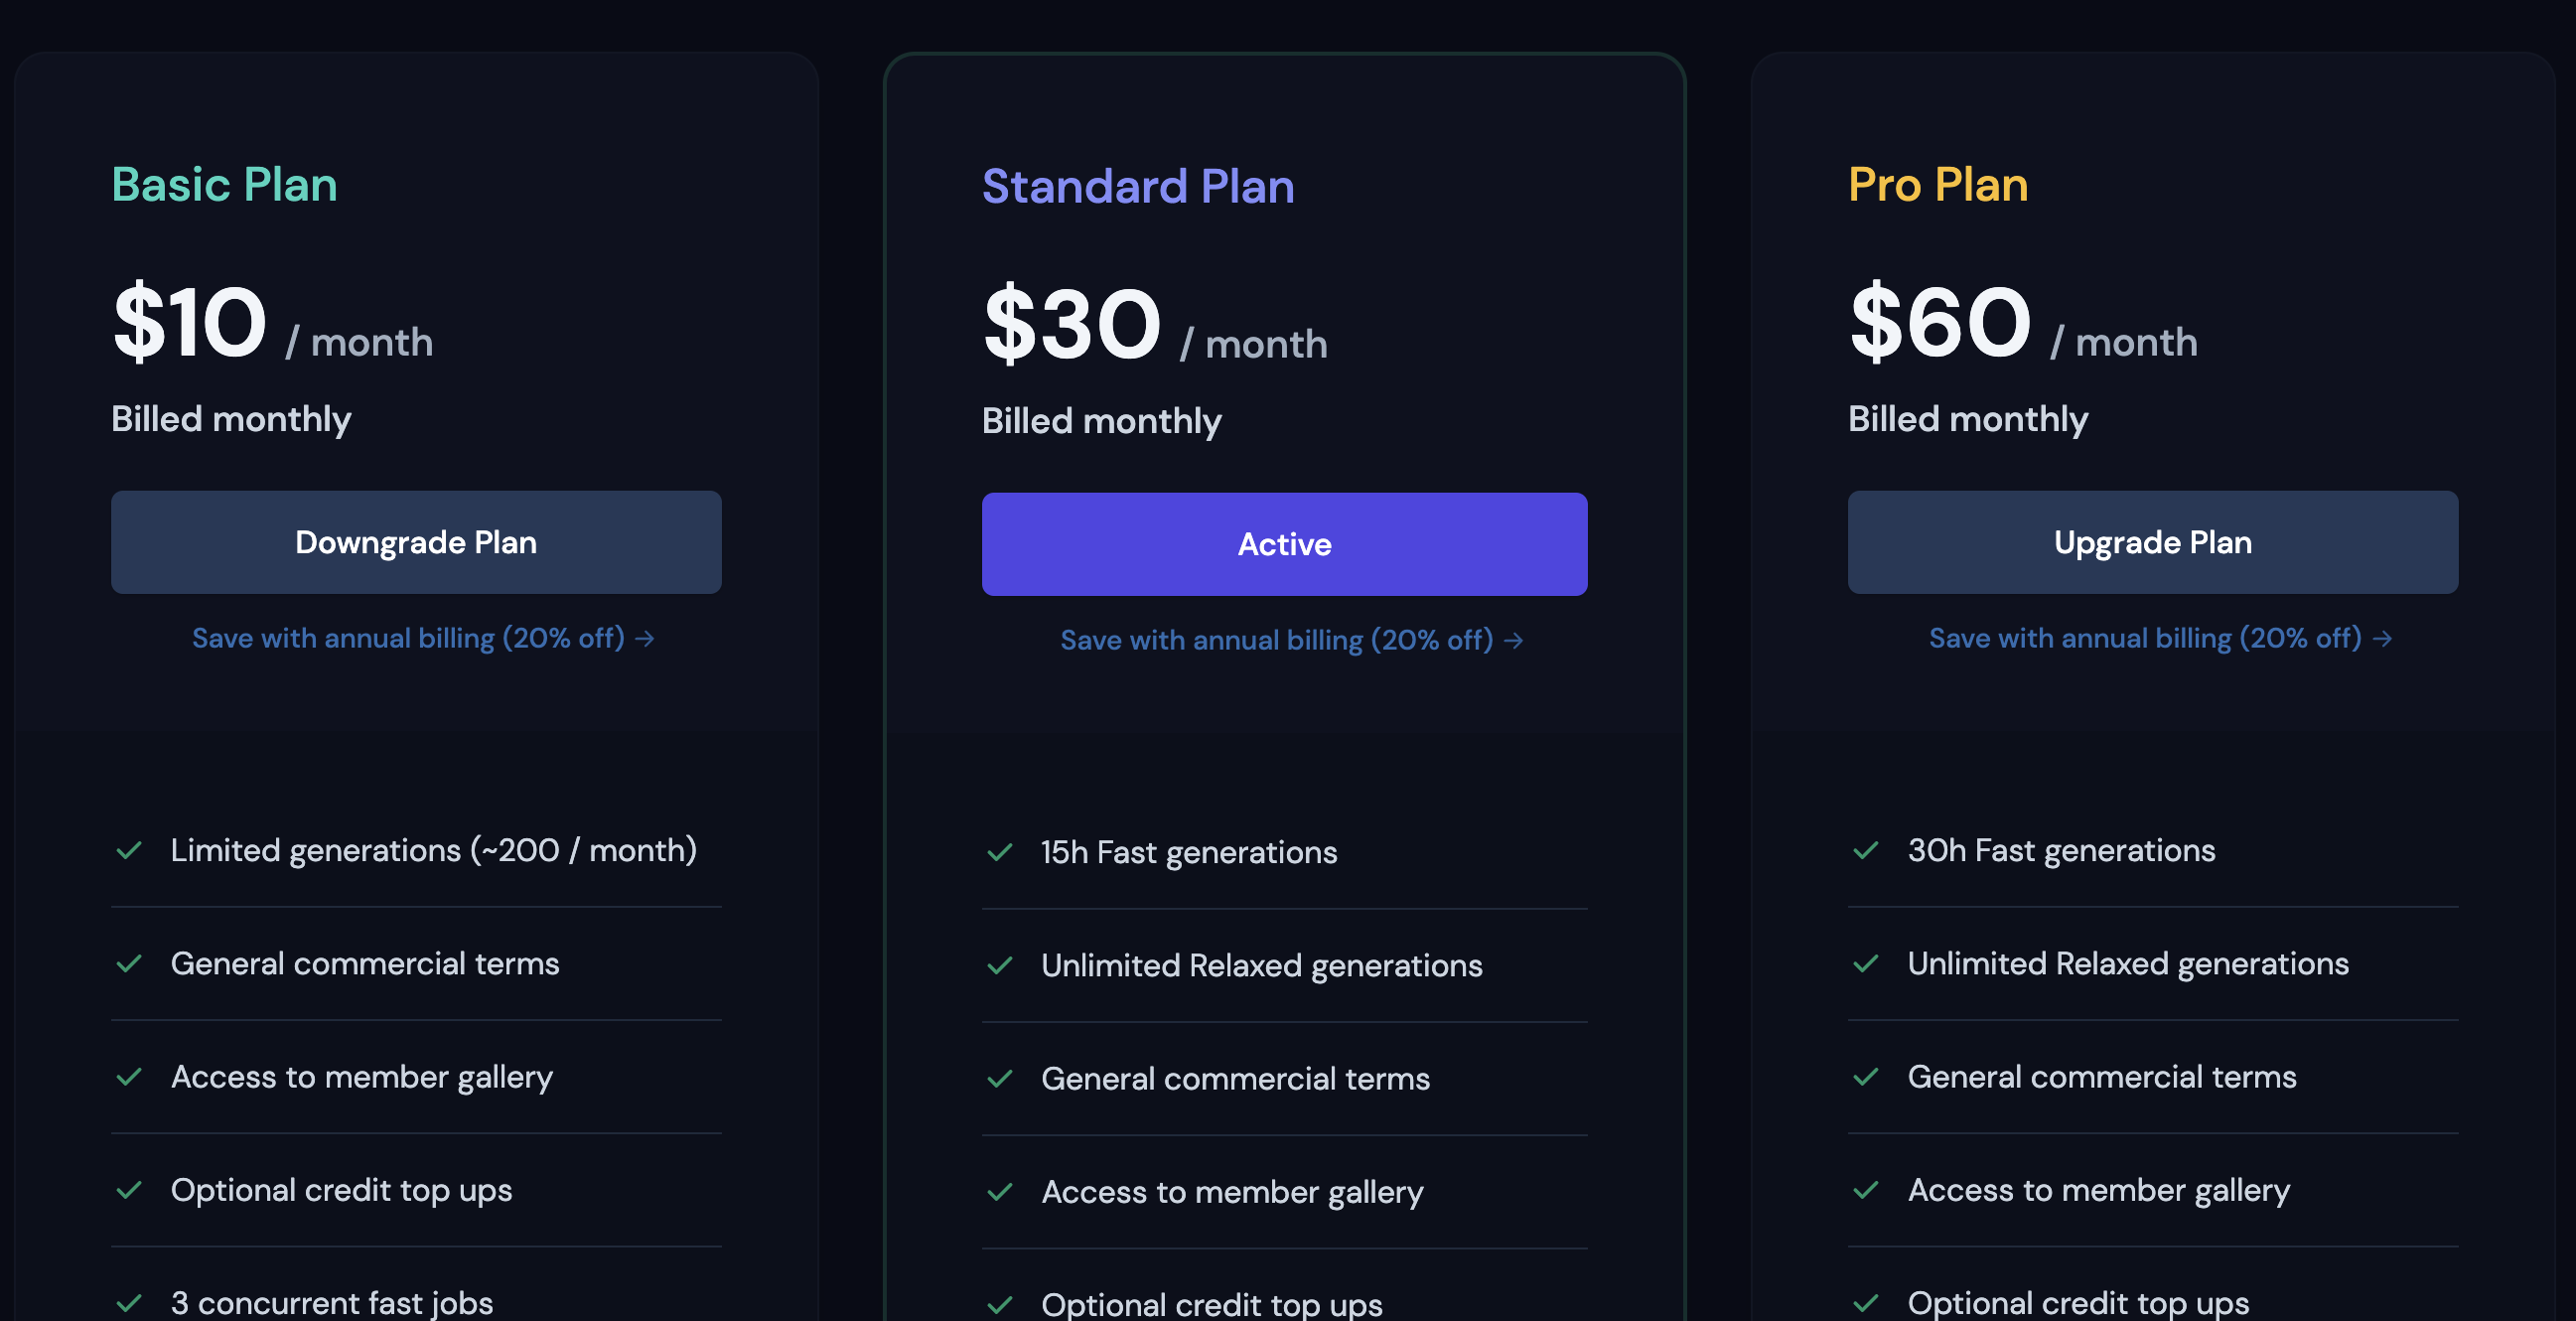 Basic Plan
$10 / month
Billed monthly
Downgrade Plan
Save with annual billing (20% off) →
Limited generations (~200 / month)
General commercial terms
Access to member gallery
Optional credit top ups
3 concurrent fast jobs
Standard Plan
$30 / month
Billed monthly
Active
Save with annual billing (20% off) →
15h Fast generations
Unlimited Relaxed generations
General commercial terms
Access to member gallery
Optional credit top ups
Pro Plan
$60 / month
Billed monthly
Upgrade Plan
Save with annual billing (20% off) →
30h Fast generations
Unlimited Relaxed generations
General commercial terms
Access to member gallery
Optional credit top ups